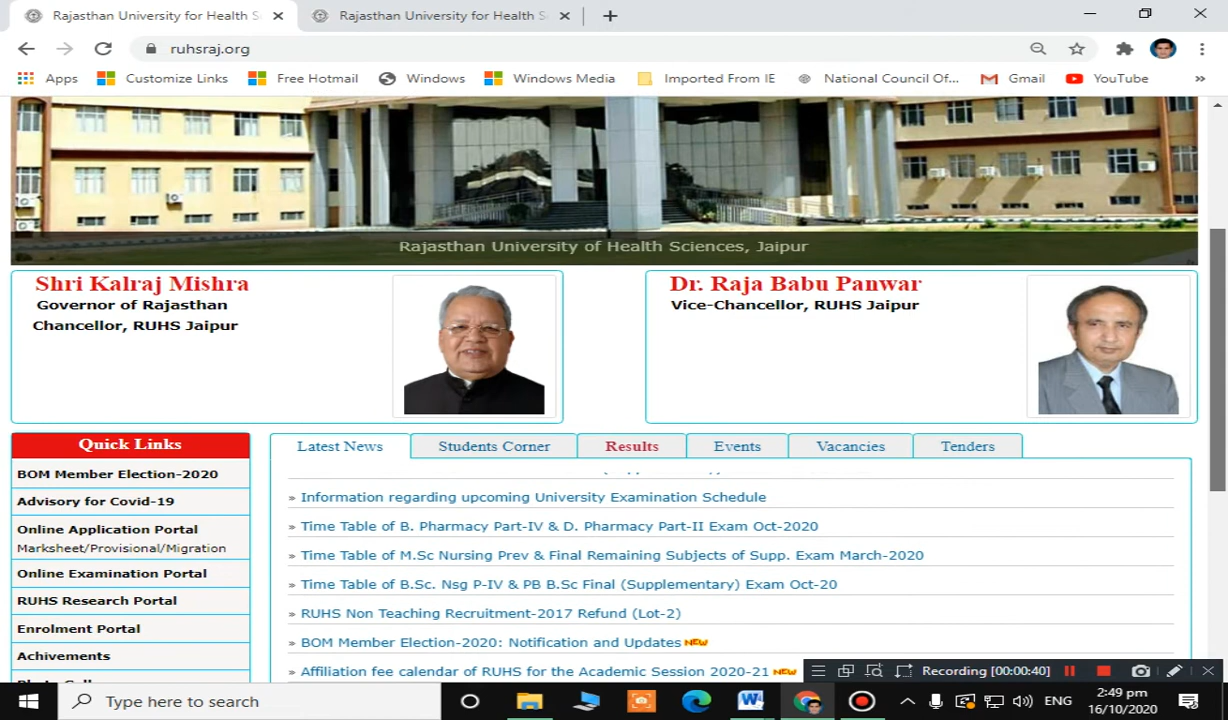 Rajasthan University for Health S
Rajasthan University for Health S
ruhsraj.org
Apps
Customize Links
Free Hotmail
Windows
Windows Media
Imported From IE
National Council Of...
Gmail
YouTube
»
Rajasthan University of Health Sciences, Jaipur
Shri Kalraj Mishra
Governor of Rajasthan
Chancellor, RUHS Jaipur
Dr. Raja Babu Panwar
Vice-Chancellor, RUHS Jaipur
Quick Links
BOM Member Election-2020
Advisory for Covid-19
Online Application Portal
Marksheet/Provisional/Migration
Online Examination Portal
RUHS Research Portal
Enrolment Portal
Achivements
Latest News
Students Corner
Results
Events
Vacancies
Tenders
» Information regarding upcoming University Examination Schedule
» Time Table of B. Pharmacy Part-IV & D. Pharmacy Part-II Exam Oct-2020
» Time Table of M.Sc Nursing Prev & Final Remaining Subjects of Supp. Exam March-2020
» Time Table of B.Sc. Nsg P-IV & PB B.Sc Final (Supplementary) Exam Oct-20
» RUHS Non Teaching Recruitment-2017 Refund (Lot-2)
» BOM Member Election-2020: Notification and Updates NEW
» Affiliation fee calendar of RUHS for the Academic Session 2020-21 NEW
Recording [00:00:40]
Type here to search
ENG
2:49 pm
16/10/2020